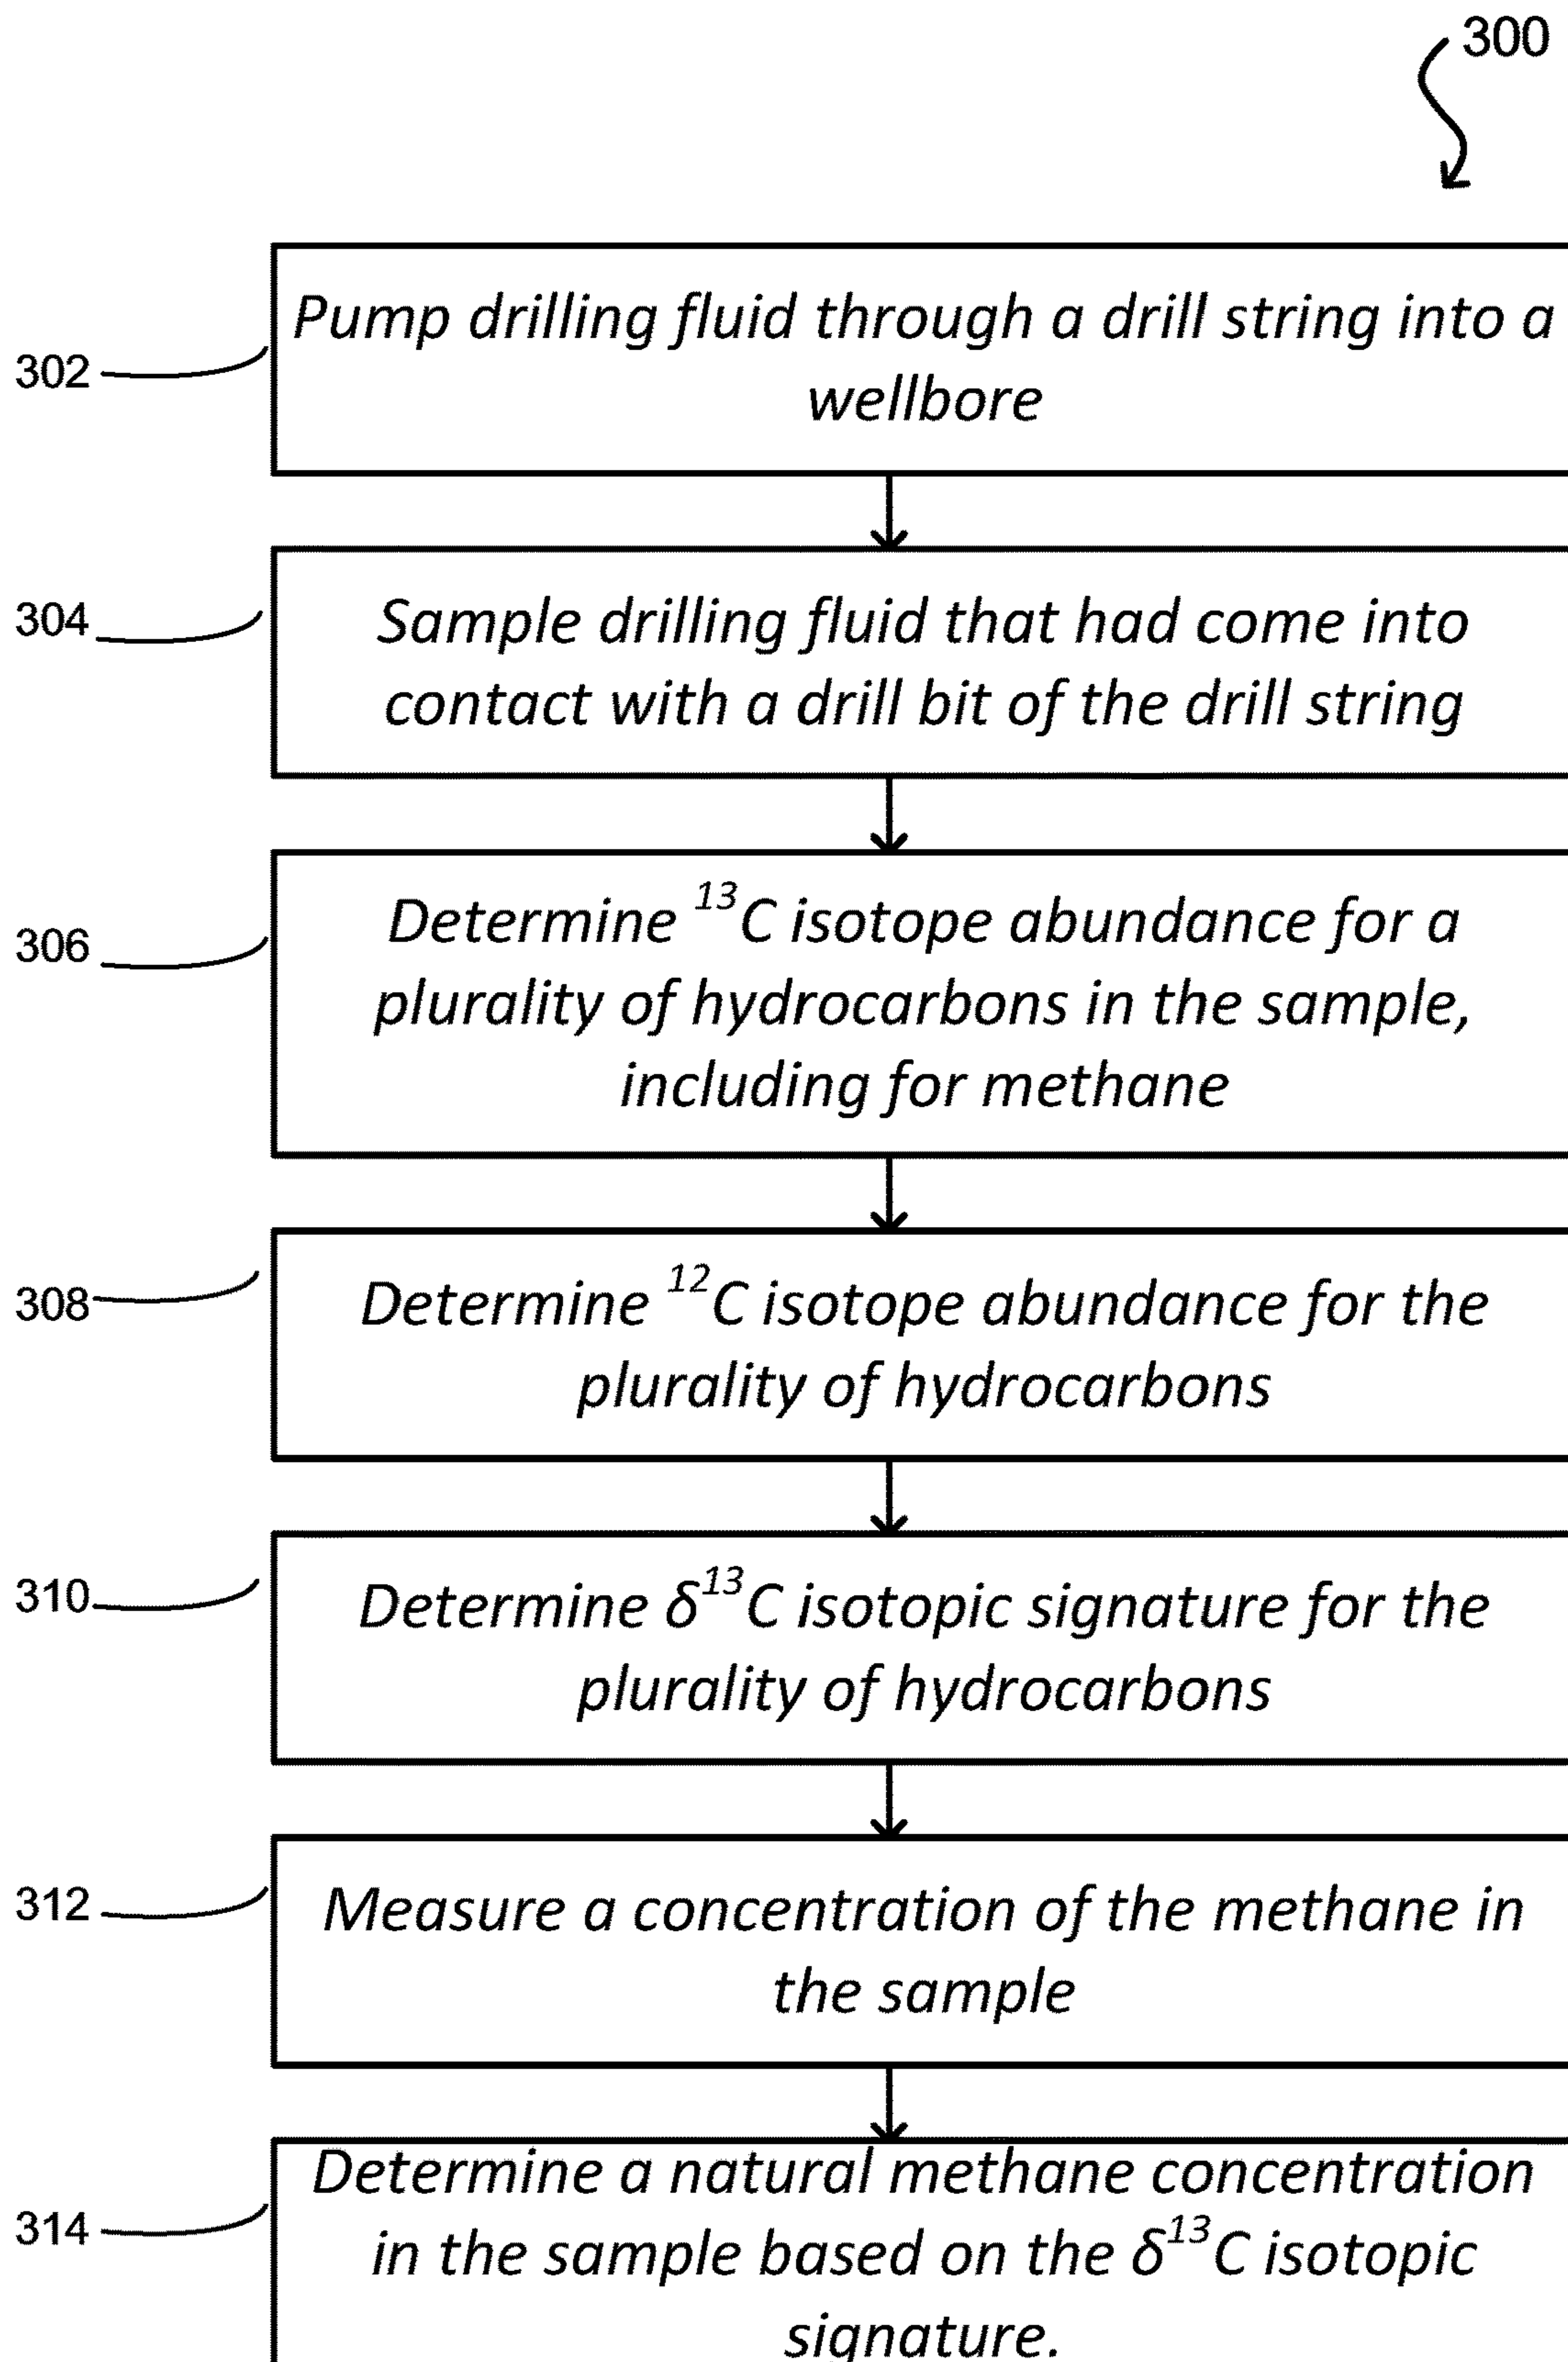 300
302
Pump drilling fluid through a drill string into a
wellbore
304
Sample drilling fluid that had come into
contact with a drill bit of the drill string
306
Determine ¹³C isotope abundance for a
plurality of hydrocarbons in the sample,
including for methane
308
Determine ¹²C isotope abundance for the
plurality of hydrocarbons
310
Determine δ¹³C isotopic signature for the
plurality of hydrocarbons
312
Measure a concentration of the methane in
the sample
314
Determine a natural methane concentration
in the sample based on the δ¹³C isotopic
signature.